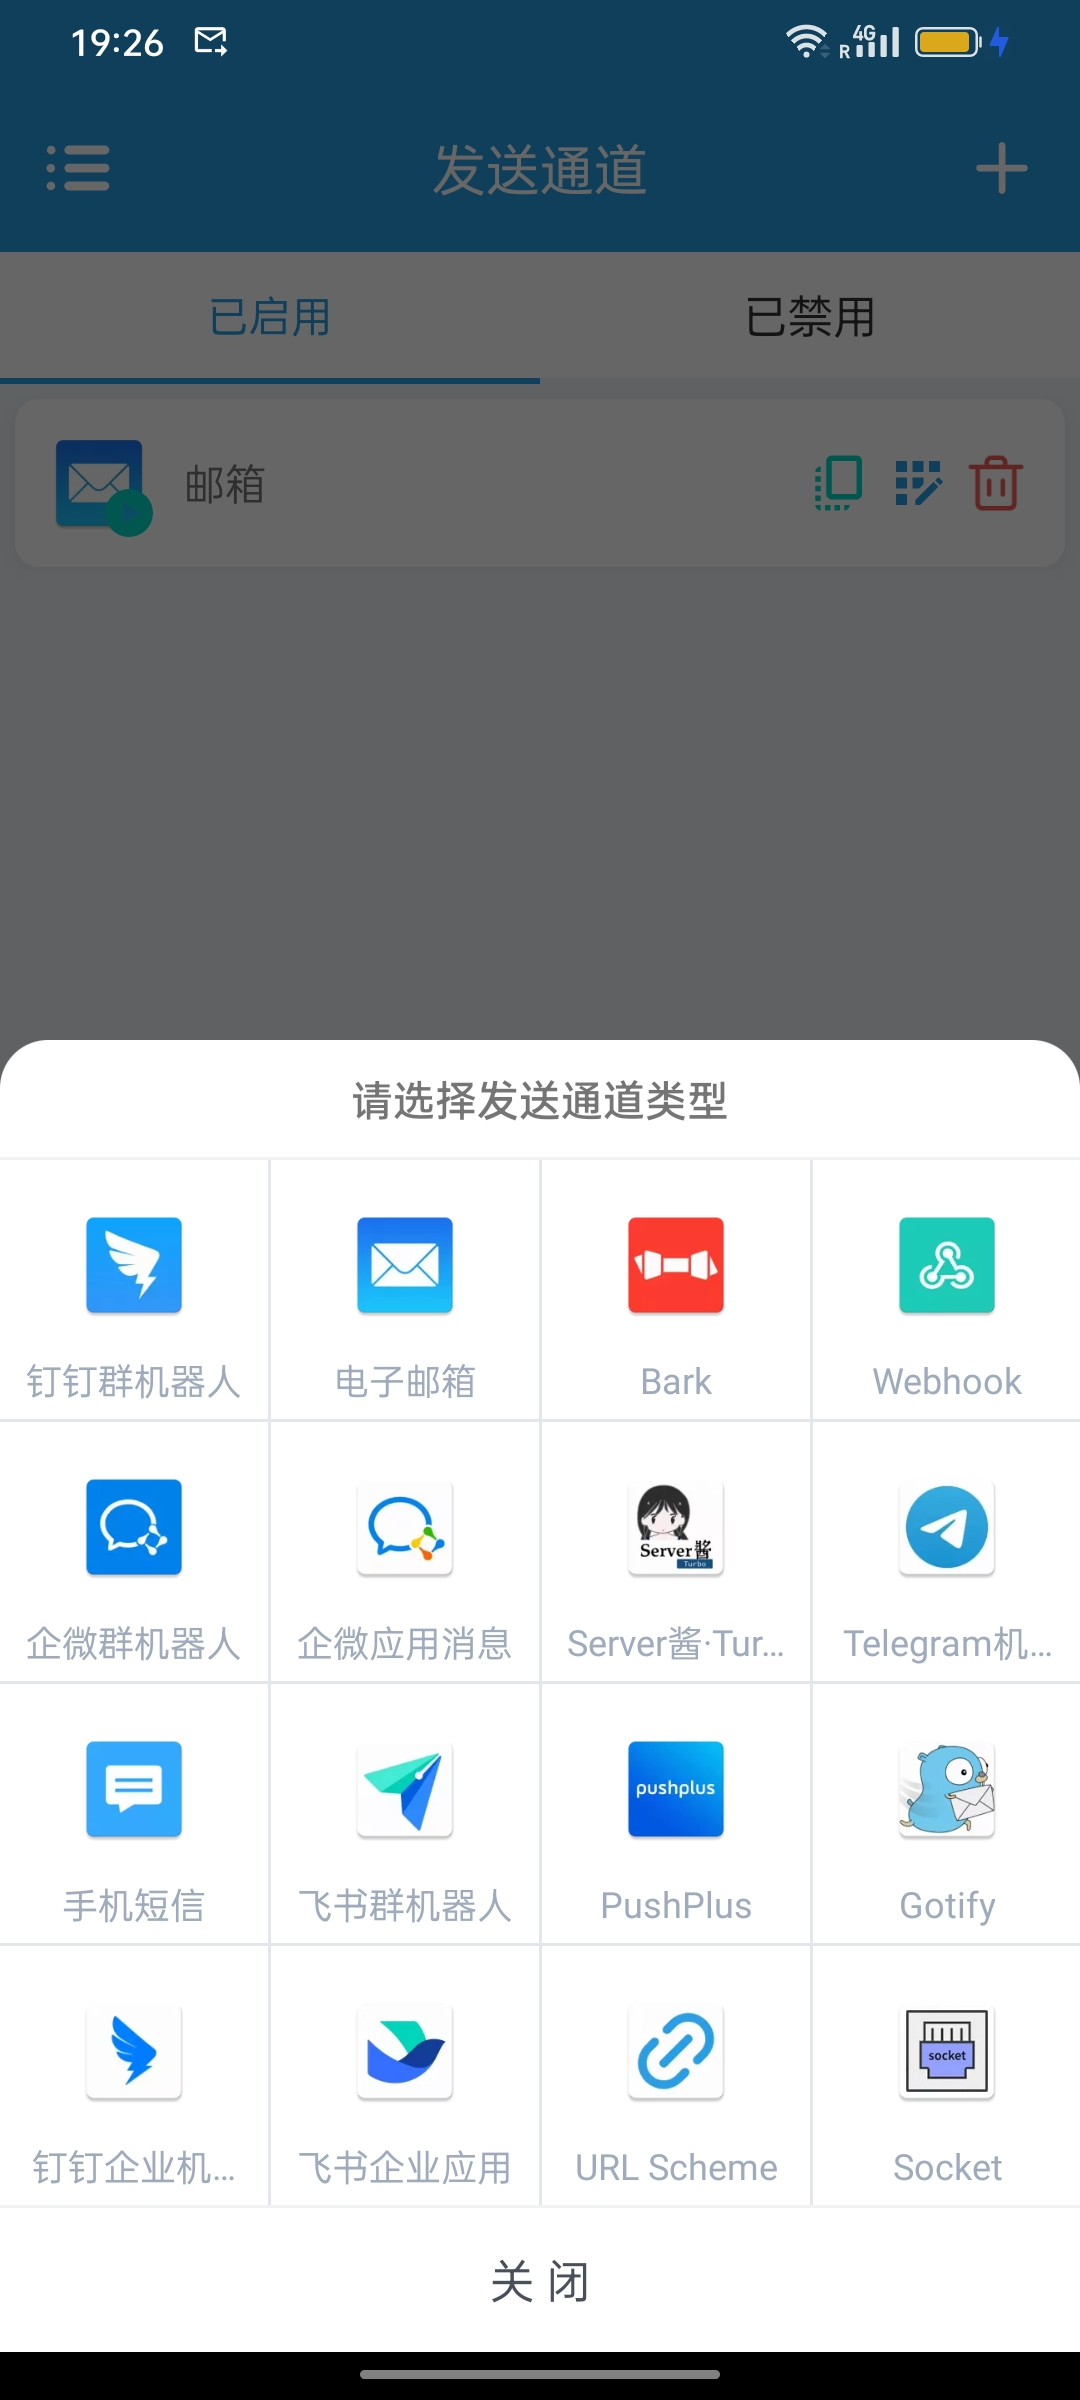 19:26
4G
R
发送通道
已启用
已禁用
邮箱
请选择发送通道类型
钉钉群机器人
电子邮箱
Bark
Webhook
Server酱
Turbo
企微群机器人
企微应用消息
Server酱·Tur...
Telegram机...
pushplus
手机短信
飞书群机器人
PushPlus
Gotify
socket
钉钉企业机...
飞书企业应用
URL Scheme
Socket
关 闭